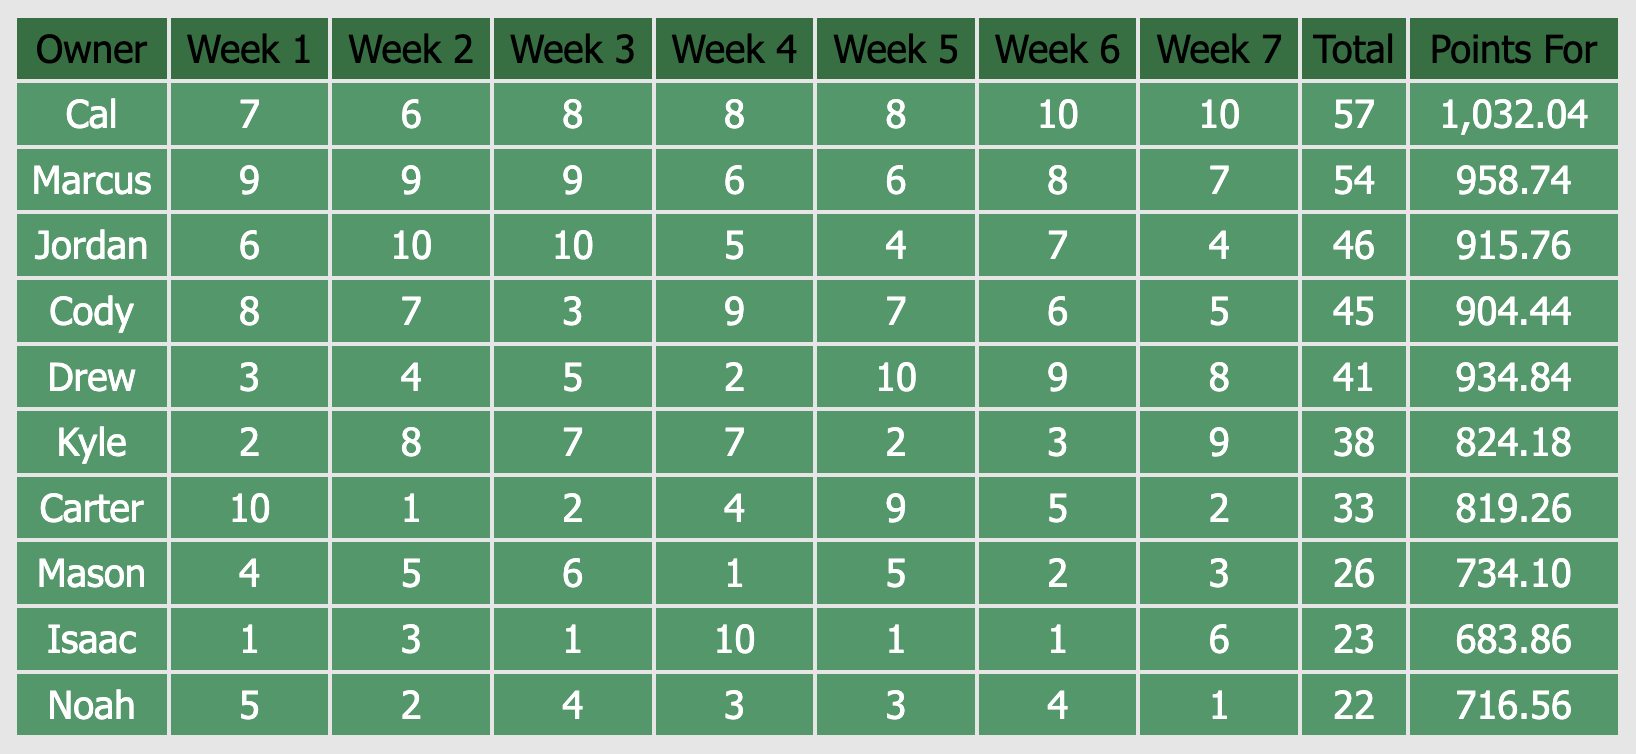 Owner Week 1 Week 2 Week 3 Week 4 Week 5 Week 6 Week 7 Total Points For
Cal 7 6 8 8 8 10 10 57 1,032.04
Marcus 9 9 9 6 6 8 7 54 958.74
Jordan 6 10 10 5 4 7 4 46 915.76
Cody 8 7 3 9 7 6 5 45 904.44
Drew 3 4 5 2 10 9 8 41 934.84
Kyle 2 8 7 7 2 3 9 38 824.18
Carter 10 1 2 4 9 5 2 33 819.26
Mason 4 5 6 1 5 2 3 26 734.10
Isaac 1 3 1 10 1 1 6 23 683.86
Noah 5 2 4 3 3 4 1 22 716.56